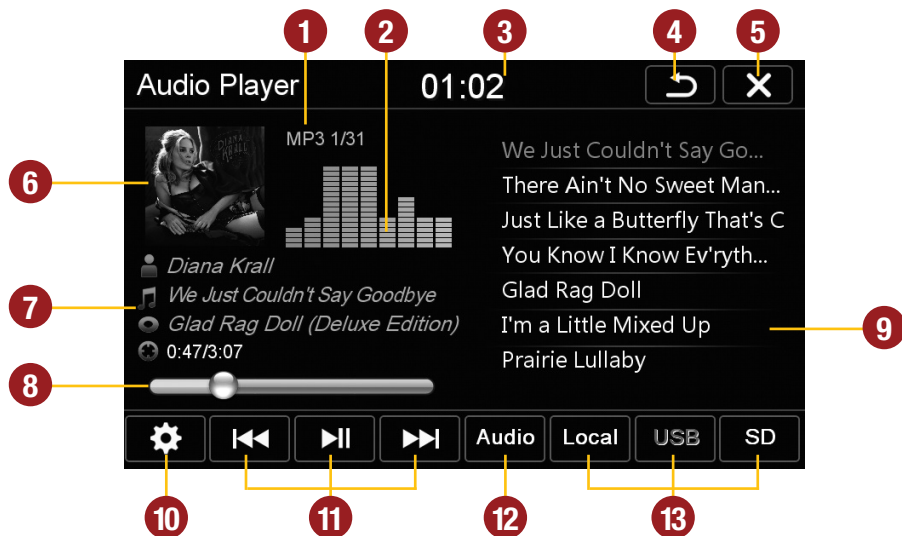 1 2 3 4 5
Audio Player 01:02
DIANA KRALL
MP3 1/31
6
We Just Couldn't Say Go...
There Ain't No Sweet Man...
Just Like a Butterfly That's C
You Know I Know Ev'ryth...
Glad Rag Doll
I'm a Little Mixed Up
Prairie Lullaby
9
Diana Krall
7
We Just Couldn't Say Goodbye
Glad Rag Doll (Deluxe Edition)
0:47/3:07
8
Audio Local USB SD
10 11 12 13